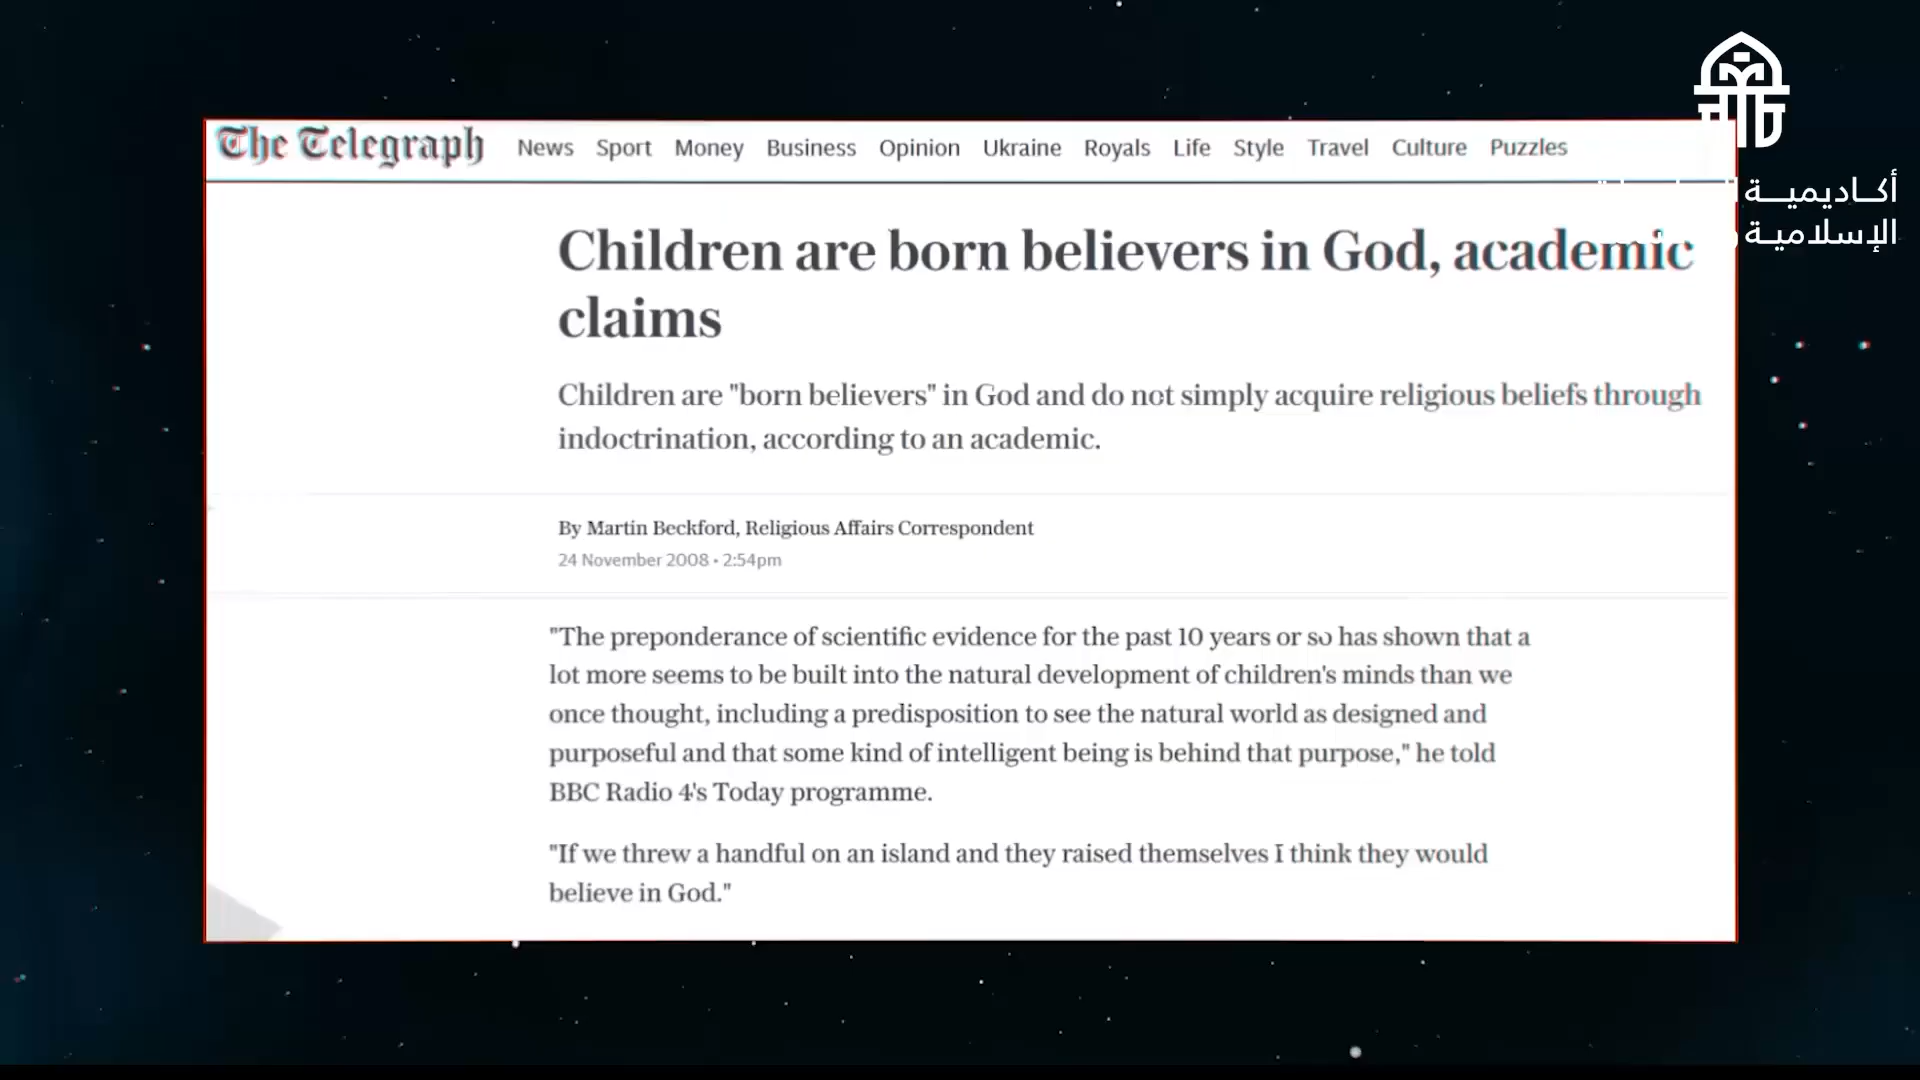 The Telegraph
News Sport Money Business Opinion Ukraine Royals Life Style Travel Culture Puzzles
أكاديمية
الإسلامية
Children are born believers in God, academic
claims
Children are "born believers" in God and do not simply acquire religious beliefs through
indoctrination, according to an academic.
By Martin Beckford, Religious Affairs Correspondent
24 November 2008 • 2:54pm
"The preponderance of scientific evidence for the past 10 years or so has shown that a
lot more seems to be built into the natural development of children's minds than we
once thought, including a predisposition to see the natural world as designed and
purposeful and that some kind of intelligent being is behind that purpose," he told
BBC Radio 4's Today programme.
"If we threw a handful on an island and they raised themselves I think they would
believe in God."